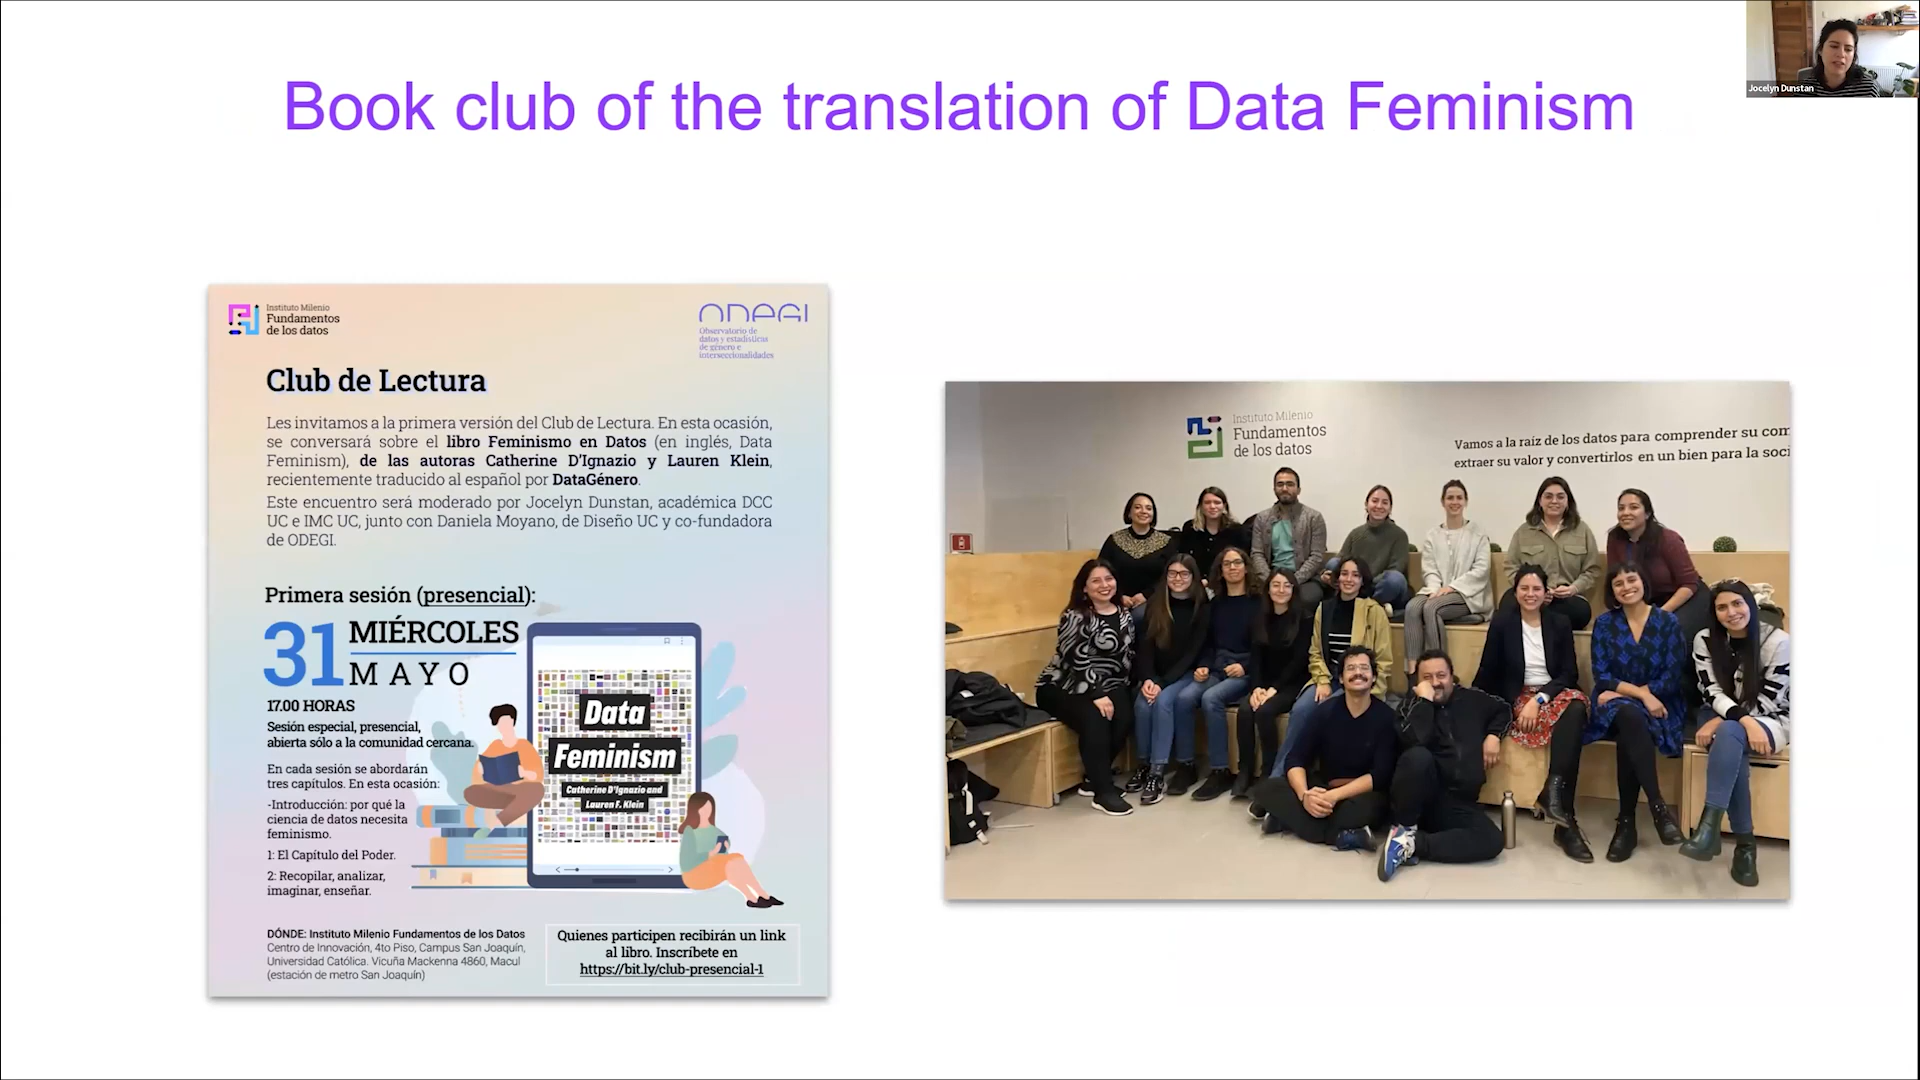 Jocelyn Dunstan
Book club of the translation of Data Feminism
Instituto Milenio
Fundamentos
de los datos
ODEGI
Observatorio de
datos y estadísticas
de género e
interseccionalidades
Club de Lectura
Les invitamos a la primera versión del Club de Lectura. En esta ocasión,
se conversará sobre el libro Feminismo en Datos (en inglés, Data
Feminism), de las autoras Catherine D'Ignazio y Lauren Klein,
recientemente traducido al español por DataGénero.
Este encuentro será moderado por Jocelyn Dunstan, académica DCC
UC e IMC UC, junto con Daniela Moyano, de Diseño UC y co-fundadora
de ODEGI.
Primera sesión (presencial):
31 MIÉRCOLES
MAYO
17.00 HORAS
Sesión especial, presencial,
abierta sólo a la comunidad cercana.
En cada sesión se abordarán
tres capítulos. En esta ocasión:
-Introducción: por qué la
ciencia de datos necesita
feminismo.
1: El Capítulo del Poder.
2: Recopilar, analizar,
imaginar, enseñar.
Data
Feminism
Catherine D'Ignazio and
Lauren F. Klein
DÓNDE: Instituto Milenio Fundamentos de los Datos
Centro de Innovación, 4to Piso, Campus San Joaquín,
Universidad Católica. Vicuña Mackenna 4860, Macul
(estación de metro San Joaquín)
Quienes participen recibirán un link
al libro. Inscríbete en
https://bit.ly/club-presencial-1
Instituto Milenio
Fundamentos
de los datos
Vamos a la raíz de los datos para comprender su com
extraer su valor y convertirlos en un bien para la soci